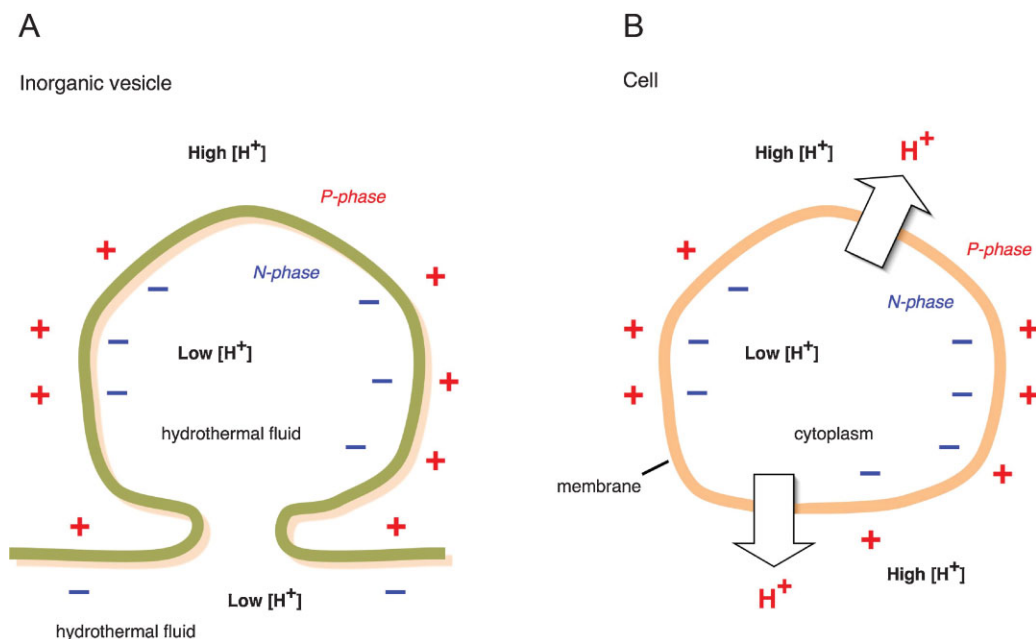 A
Inorganic vesicle
High [H+]
P-phase
N-phase
+
+
+
+
+
+
+
+
−
−
−
−
−
−
−
−
Low [H+]
hydrothermal fluid
Low [H+]
hydrothermal fluid
B
Cell
High [H+]
H+
P-phase
N-phase
+
+
+
+
+
+
+
−
−
−
−
−
−
−
Low [H+]
cytoplasm
membrane
H+
High [H+]